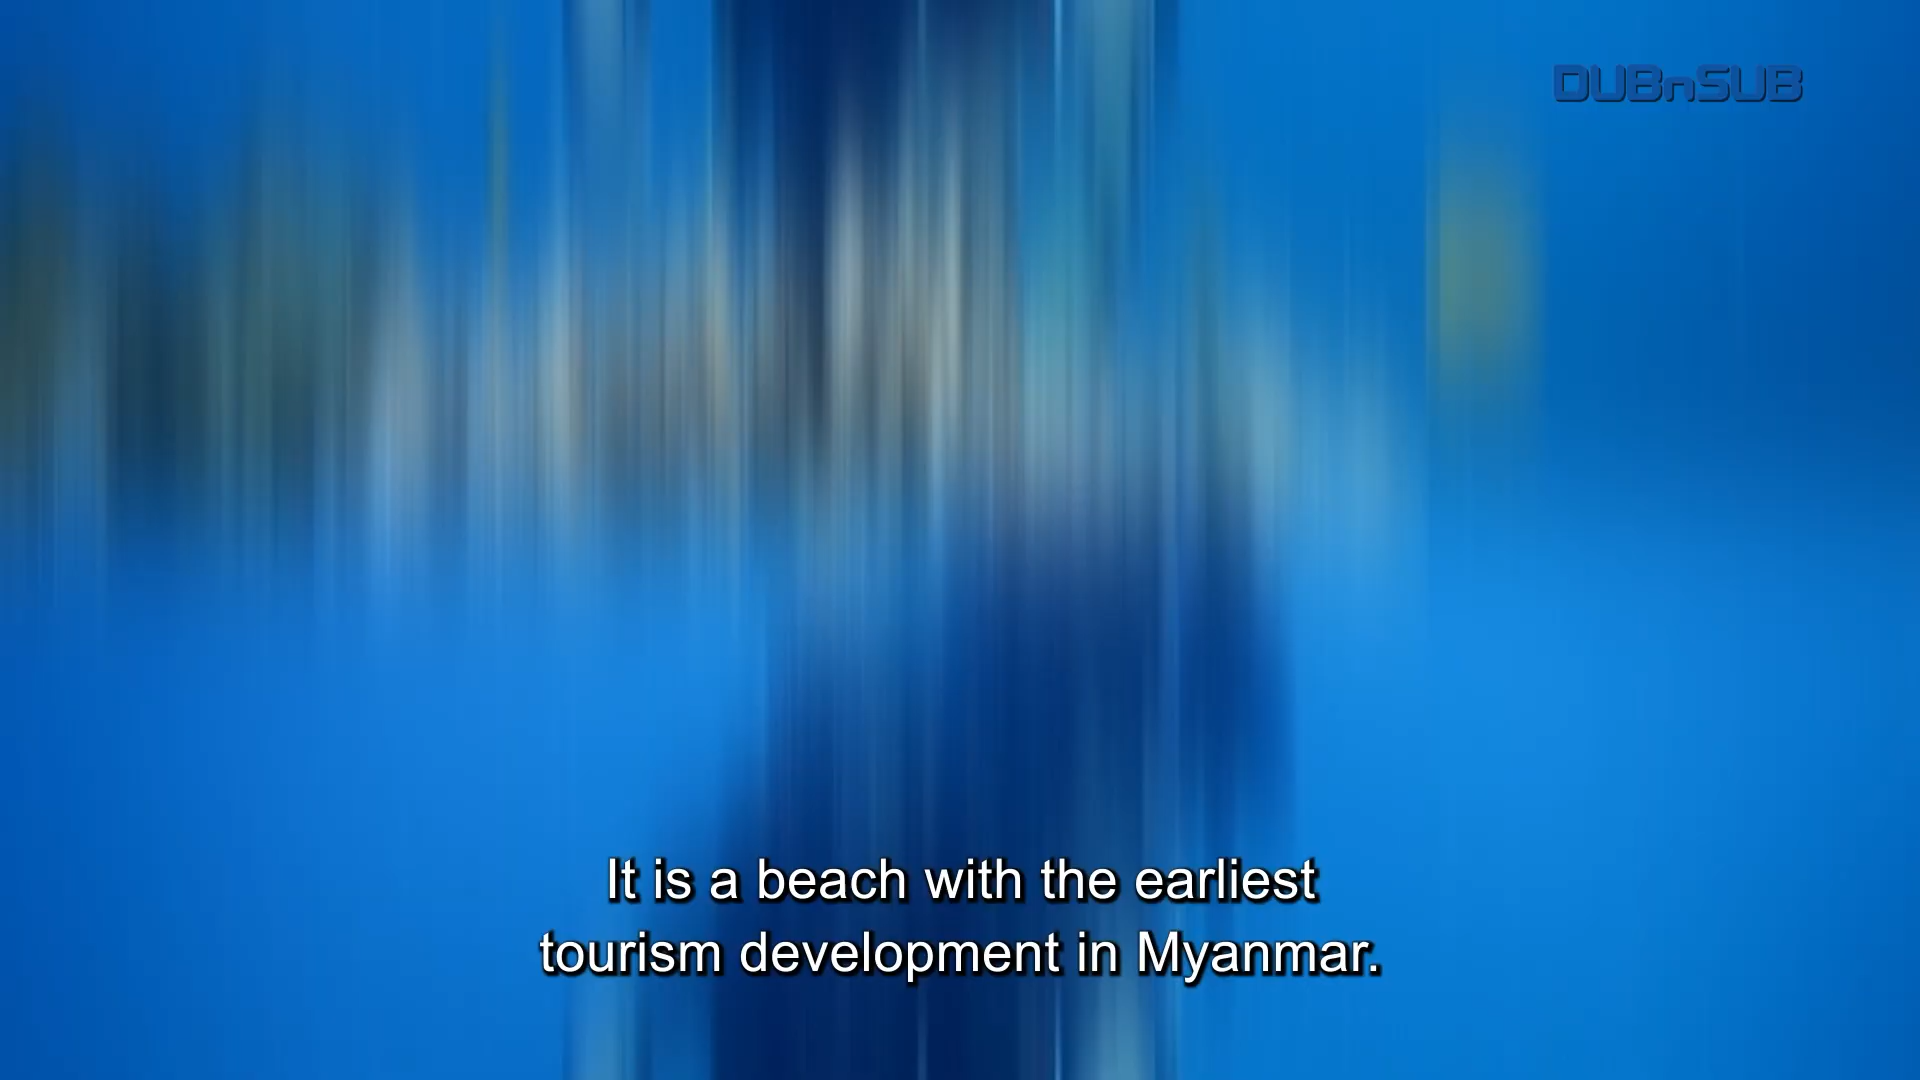 DUBnSUB
It is a beach with the earliest
tourism development in Myanmar.